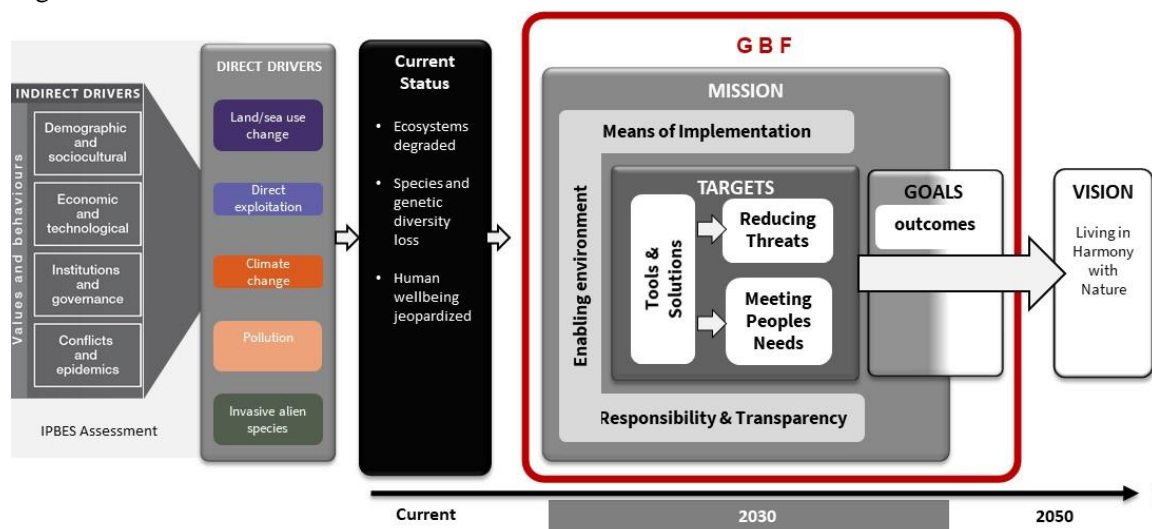 INDIRECT DRIVERS
Values and behaviours
Demographic
and
sociocultural
Economic
and
technological
Institutions
and
governance
Conflicts
and
epidemics
IPBES Assessment
DIRECT DRIVERS
Land/sea use
change
Direct
exploitation
Climate
change
Pollution
Invasive alien
species
Current
Status
• Ecosystems
degraded
• Species and
genetic
diversity
loss
• Human
wellbeing
jeopardized
GBF
MISSION
Means of Implementation
Enabling environment
TARGETS
Tools &
Solutions
Reducing
Threats
Meeting
Peoples
Needs
Responsibility & Transparency
GOALS
outcomes
VISION
Living in
Harmony
with
Nature
Current
2030
2050